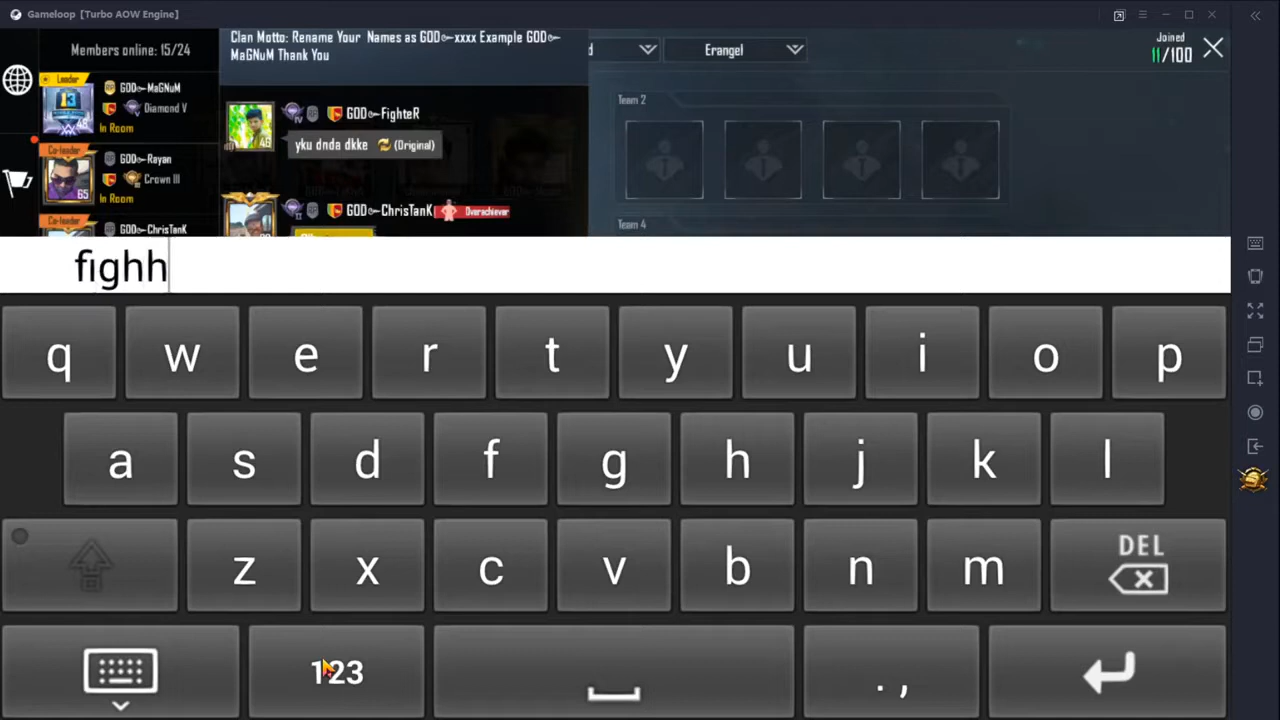 Gameloop [Turbo AOW Engine]
Members online: 15/24
Leader
GOD๛MaGNuM
Diamond V
In Room
Co-leader
GOD๛Rayan
Crown III
65
In Room
Co-leader
GOD๛ChrisTanK
Clan Motto: Rename Your Names as GOD๛xxxx Example GOD๛
MaGNuM Thank You
GOD๛FighteR
46
yku dnda dkke (Original)
GOD๛ChrisTanK Overachiever
d
Erangel
Joined
11/100
Team 2
Team 4
fighh
q w e r t y u i o p
a s d f g h j k l
z x c v b n m DEL
123 . ,